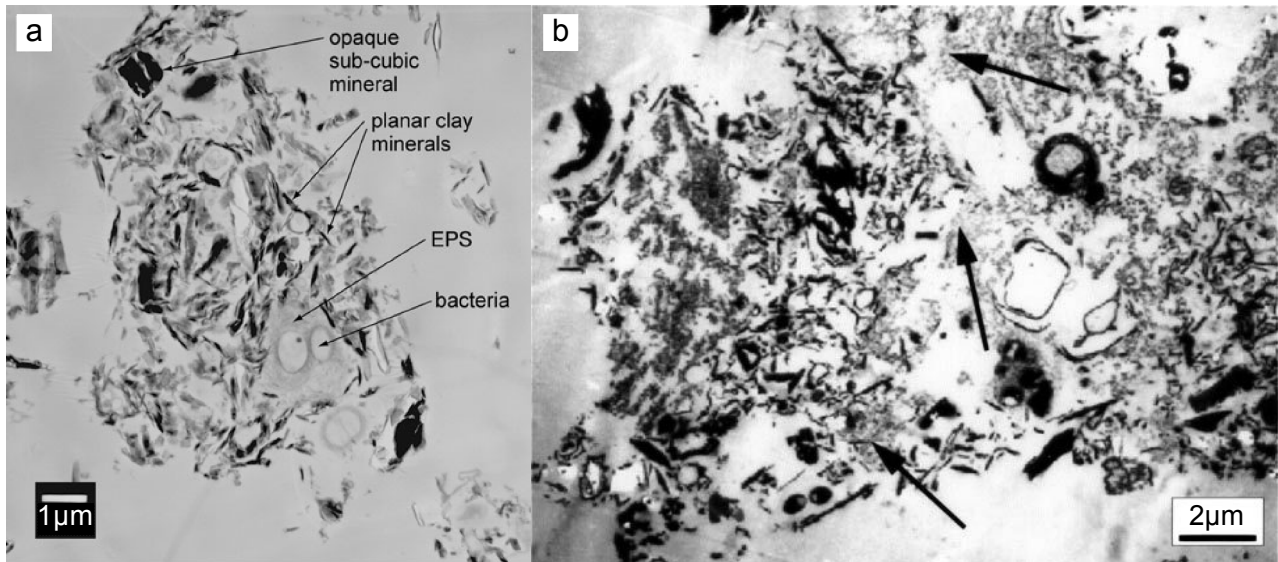 a
opaque
sub-cubic
mineral
planar clay
minerals
EPS
bacteria
1µm
b
2µm